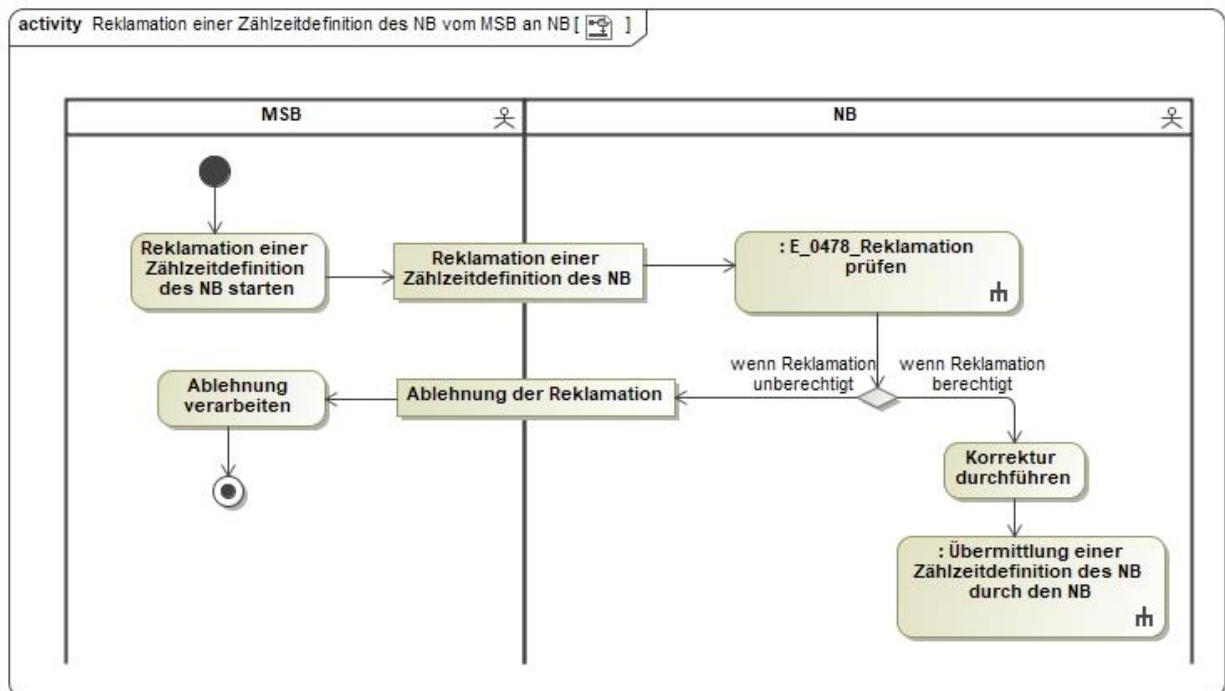 activity Reklamation einer Zählzeitdefinition des NB vom MSB an NB [ ]
MSB
NB
Reklamation einer
Zählzeitdefinition
des NB starten
Reklamation einer
Zählzeitdefinition des NB
: E_0478_Reklamation
prüfen
wenn Reklamation
unberechtigt
wenn Reklamation
berechtigt
Ablehnung
verarbeiten
Ablehnung der Reklamation
Korrektur
durchführen
: Übermittlung einer
Zählzeitdefinition des NB
durch den NB